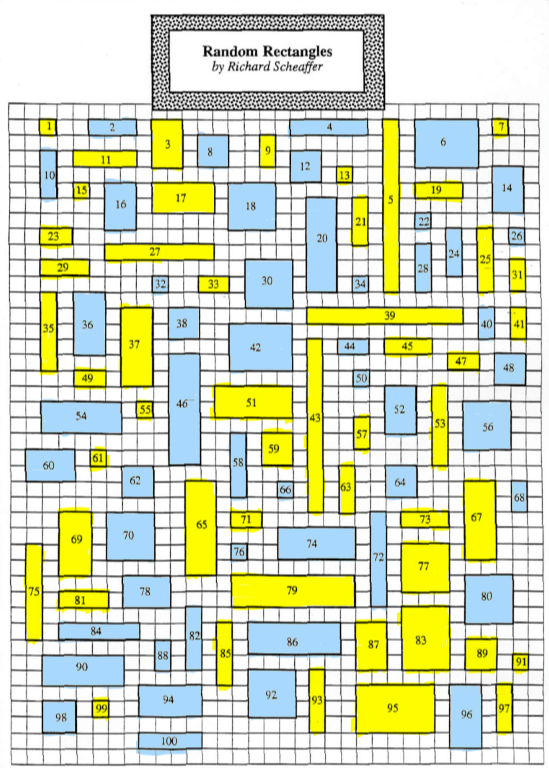 Random Rectangles
by Richard Scheaffer
1 2 3 4 5 6 7
8 9
10 11 12 13 14
15 16 17 18 19
20 21 22
23 24 25 26
27 28
29 30 31
32 33 34
35 36 37 38 39 40 41
42 43 44 45
46 47 48
49 50
51 52 53
54 55 56
57
58 59
60 61
62 63 64
65 66 67 68
69 70 71 72 73
74
75 76 77
78 79 80
81
82 83
84 85 86 87
88 89
90 91
92 93
94 95 96 97
98 99
100